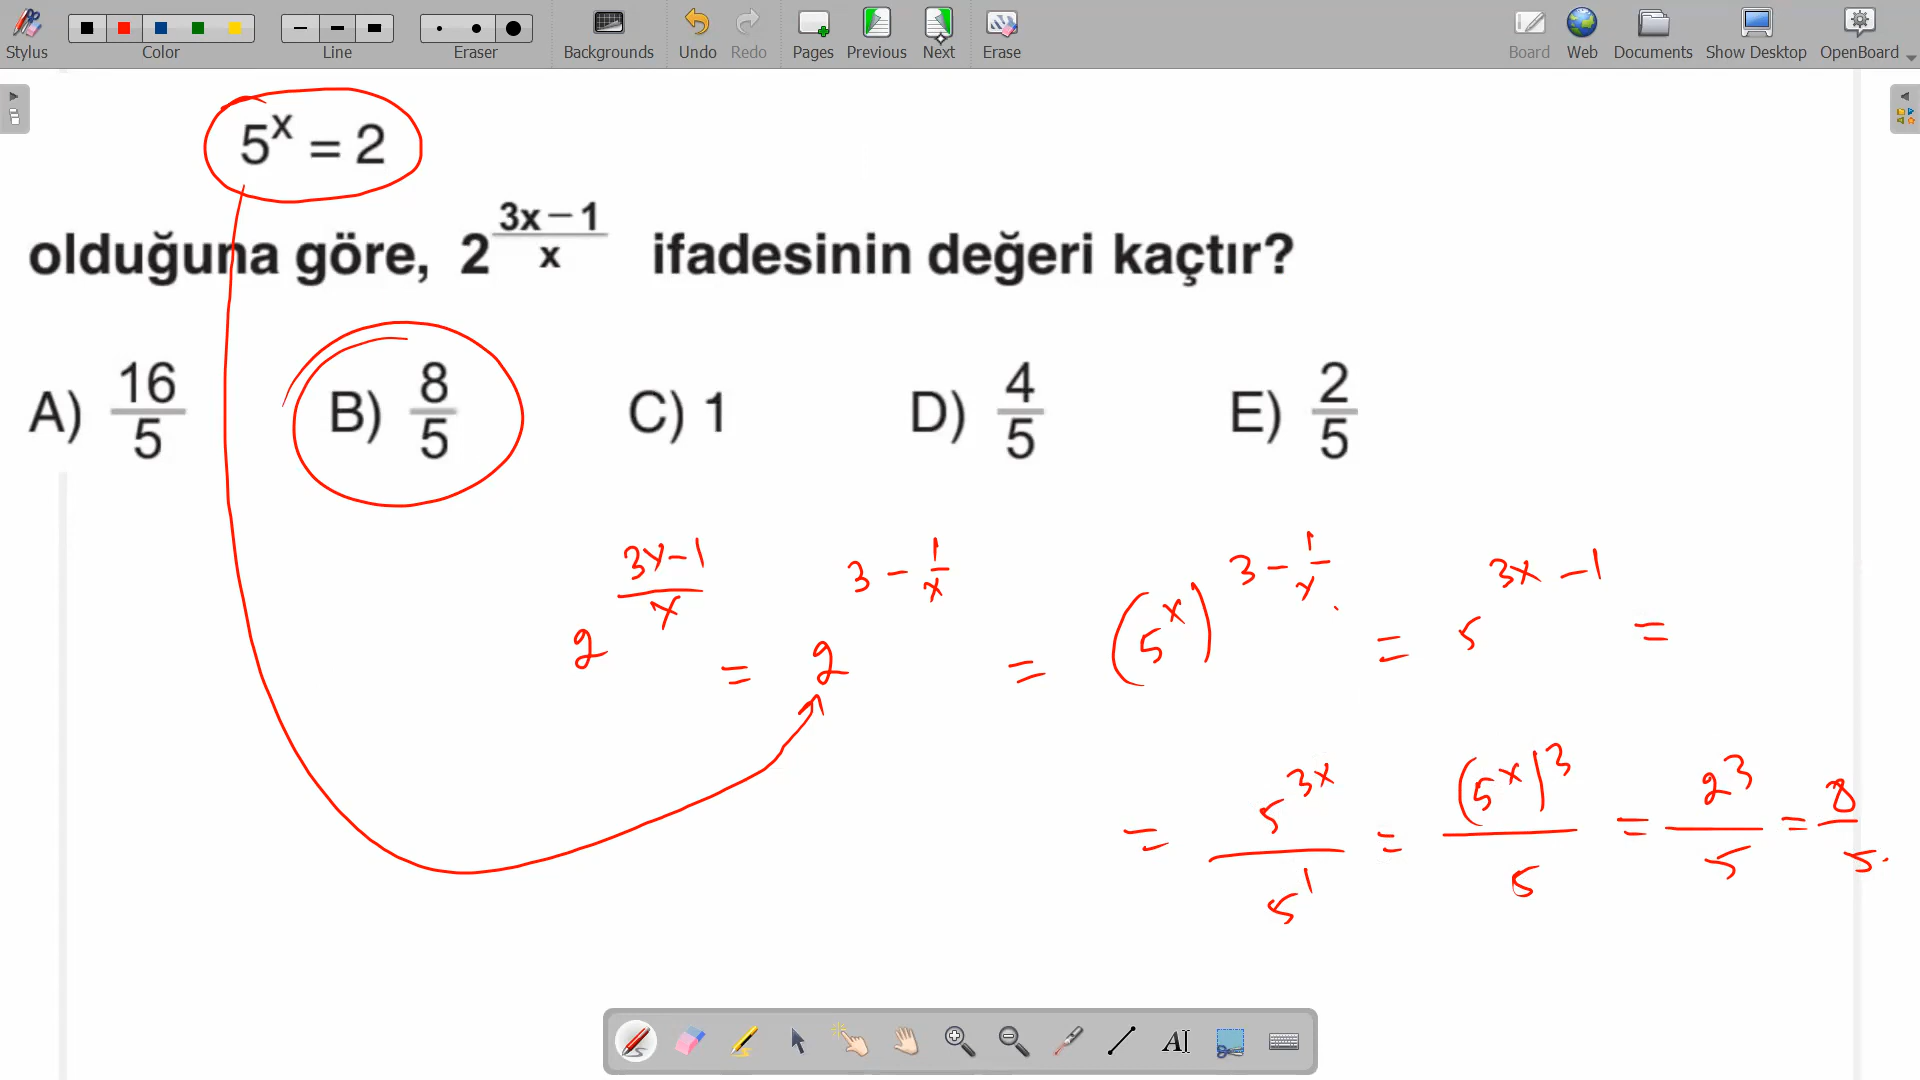 Stylus Color Line Eraser Backgrounds Undo Redo Pages Previous Next Erase Board Web Documents Show Desktop OpenBoard
5^x = 2
olduğuna göre, 2^((3x−1)/x) ifadesinin değeri kaçtır?
A) 16/5 B) 8/5 C) 1 D) 4/5 E) 2/5
2^((3x−1)/x) = 2^(3 − 1/x) = (5^x)^(3 − 1/x) = 5^(3x − 1) =
= 5^(3x)/5^1 = (5^x)^3/5 = 2^3/5 = 8/5.
AI